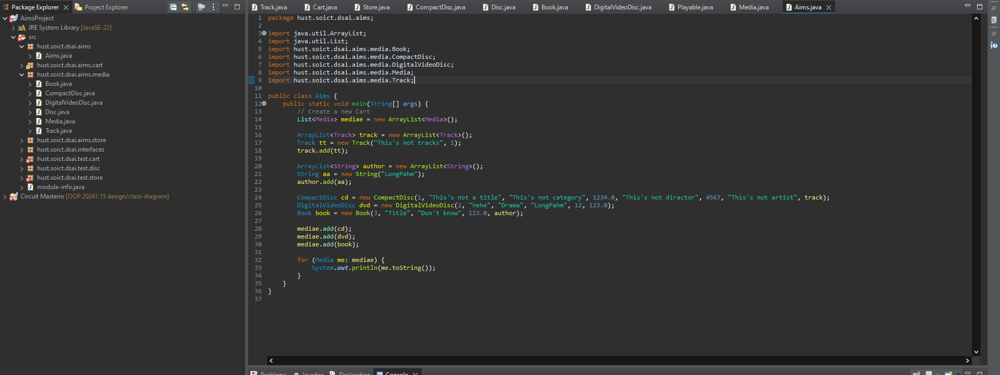 Package Explorer
Project Explorer
AimsProject
JRE System Library [JavaSE-22]
src
hust.soict.dsai.aims
Aims.java
hust.soict.dsai.aims.cart
hust.soict.dsai.aims.media
Book.java
CompactDisc.java
DigitalVideoDisc.java
Disc.java
Media.java
Track.java
hust.soict.dsai.aims.store
hust.soict.dsai.interfaces
hust.soict.dsai.test.cart
hust.soict.dsai.test.disc
hust.soict.dsai.test.store
module-info.java
Circuit Masterio [OOP.20241.15 design/class-diagram]
Track.java Cart.java Store.java CompactDisc.java Disc.java Book.java DigitalVideoDisc.java Playable.java Media.java Aims.java
1 package hust.soict.dsai.aims;
2
3 import java.util.ArrayList;
4 import java.util.List;
5 import hust.soict.dsai.aims.media.Book;
6 import hust.soict.dsai.aims.media.CompactDisc;
7 import hust.soict.dsai.aims.media.DigitalVideoDisc;
8 import hust.soict.dsai.aims.media.Media;
9 import hust.soict.dsai.aims.media.Track;
10
11 public class Aims {
12 public static void main(String[] args) {
13 // Create a new Cart
14 List<Media> mediae = new ArrayList<Media>();
15
16 ArrayList<Track> track = new ArrayList<Track>();
17 Track tt = new Track("This's not tracks", 1);
18 track.add(tt);
19
20 ArrayList<String> author = new ArrayList<String>();
21 String aa = new String("LongPahm");
22 author.add(aa);
23
24 CompactDisc cd = new CompactDisc(1, "This's not a title", "This's not category", 1234.0, "This's not diractor", 4567, "This's not artist", track);
25 DigitalVideoDisc dvd = new DigitalVideoDisc(2, "hehe", "Drama", "LongPahm", 12, 123.0);
26 Book book = new Book(3, "Title", "Don't know", 123.0, author);
27
28 mediae.add(cd);
29 mediae.add(dvd);
30 mediae.add(book);
31
32 for (Media me: mediae) {
33 System.out.println(me.toString());
34 }
35 }
36 }
37
Problems Javadoc Declaration Console